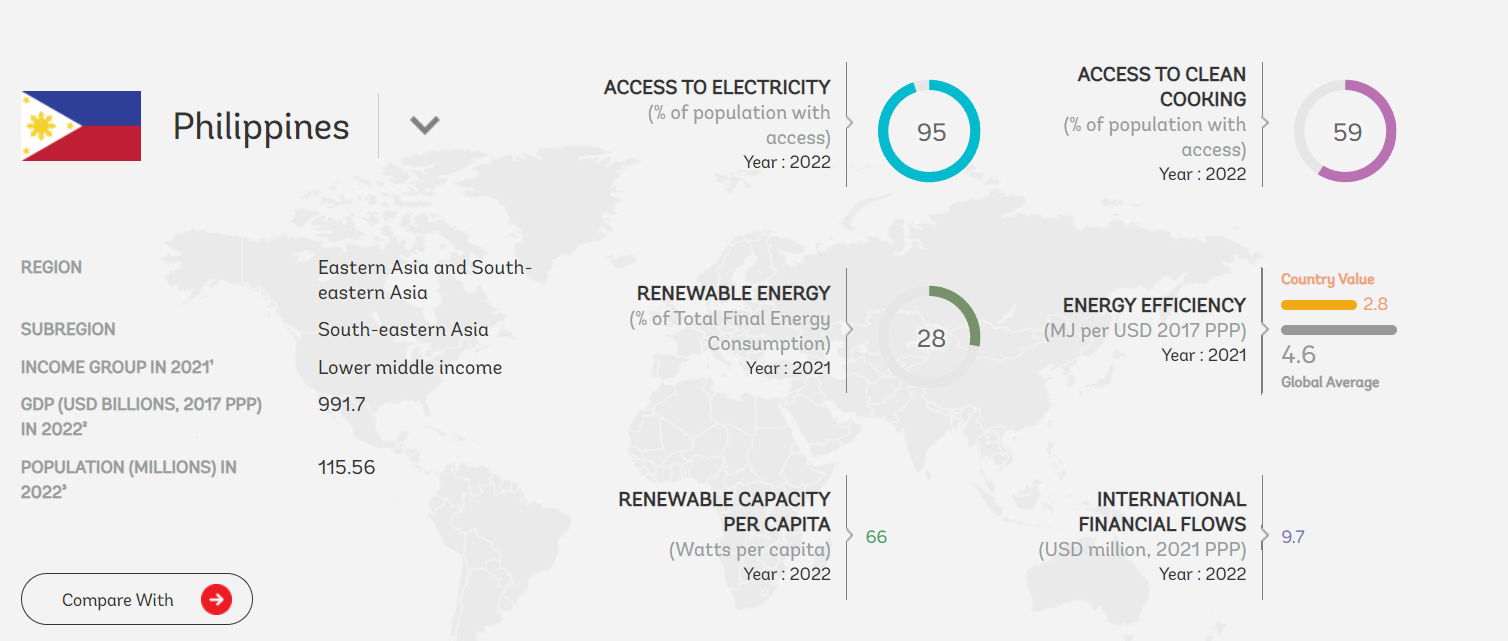 Philippines
REGION
Eastern Asia and South-
eastern Asia
SUBREGION
South-eastern Asia
INCOME GROUP IN 2021¹
Lower middle income
GDP (USD BILLIONS, 2017 PPP)
IN 2022²
991.7
POPULATION (MILLIONS) IN
2022³
115.56
Compare With
ACCESS TO ELECTRICITY
(% of population with
access)
Year : 2022
95
ACCESS TO CLEAN
COOKING
(% of population with
access)
Year : 2022
59
RENEWABLE ENERGY
(% of Total Final Energy
Consumption)
Year : 2021
28
ENERGY EFFICIENCY
(MJ per USD 2017 PPP)
Year : 2021
Country Value
2.8
4.6
Global Average
RENEWABLE CAPACITY
PER CAPITA
(Watts per capita)
Year : 2022
66
INTERNATIONAL
FINANCIAL FLOWS
(USD million, 2021 PPP)
Year : 2022
9.7